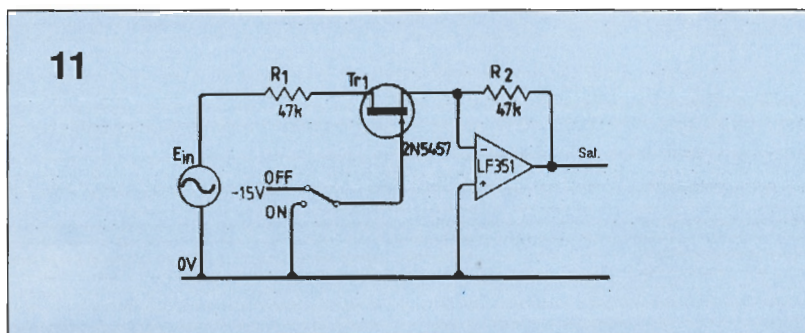 11
R1
47k
Tr1
2N5457
R2
47k
Ein
OFF
-15V
ON
LF351
-
+
Sal.
0V